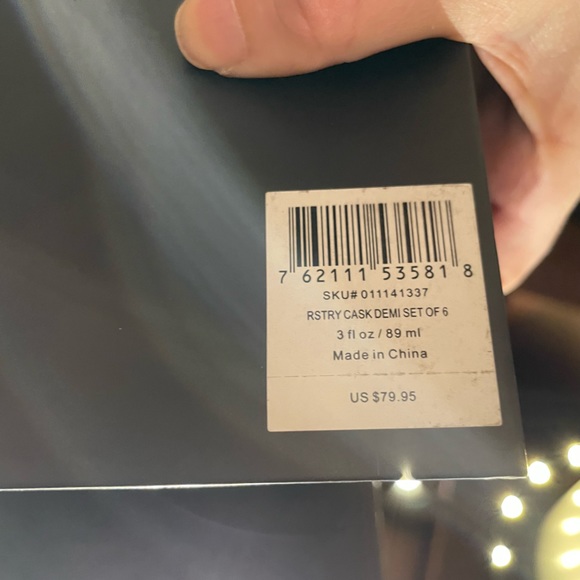 7 62111 53581 8
SKU# 011141337
RSTRY CASK DEMI SET OF 6
3 fl oz / 89 ml
Made in China
US $79.95